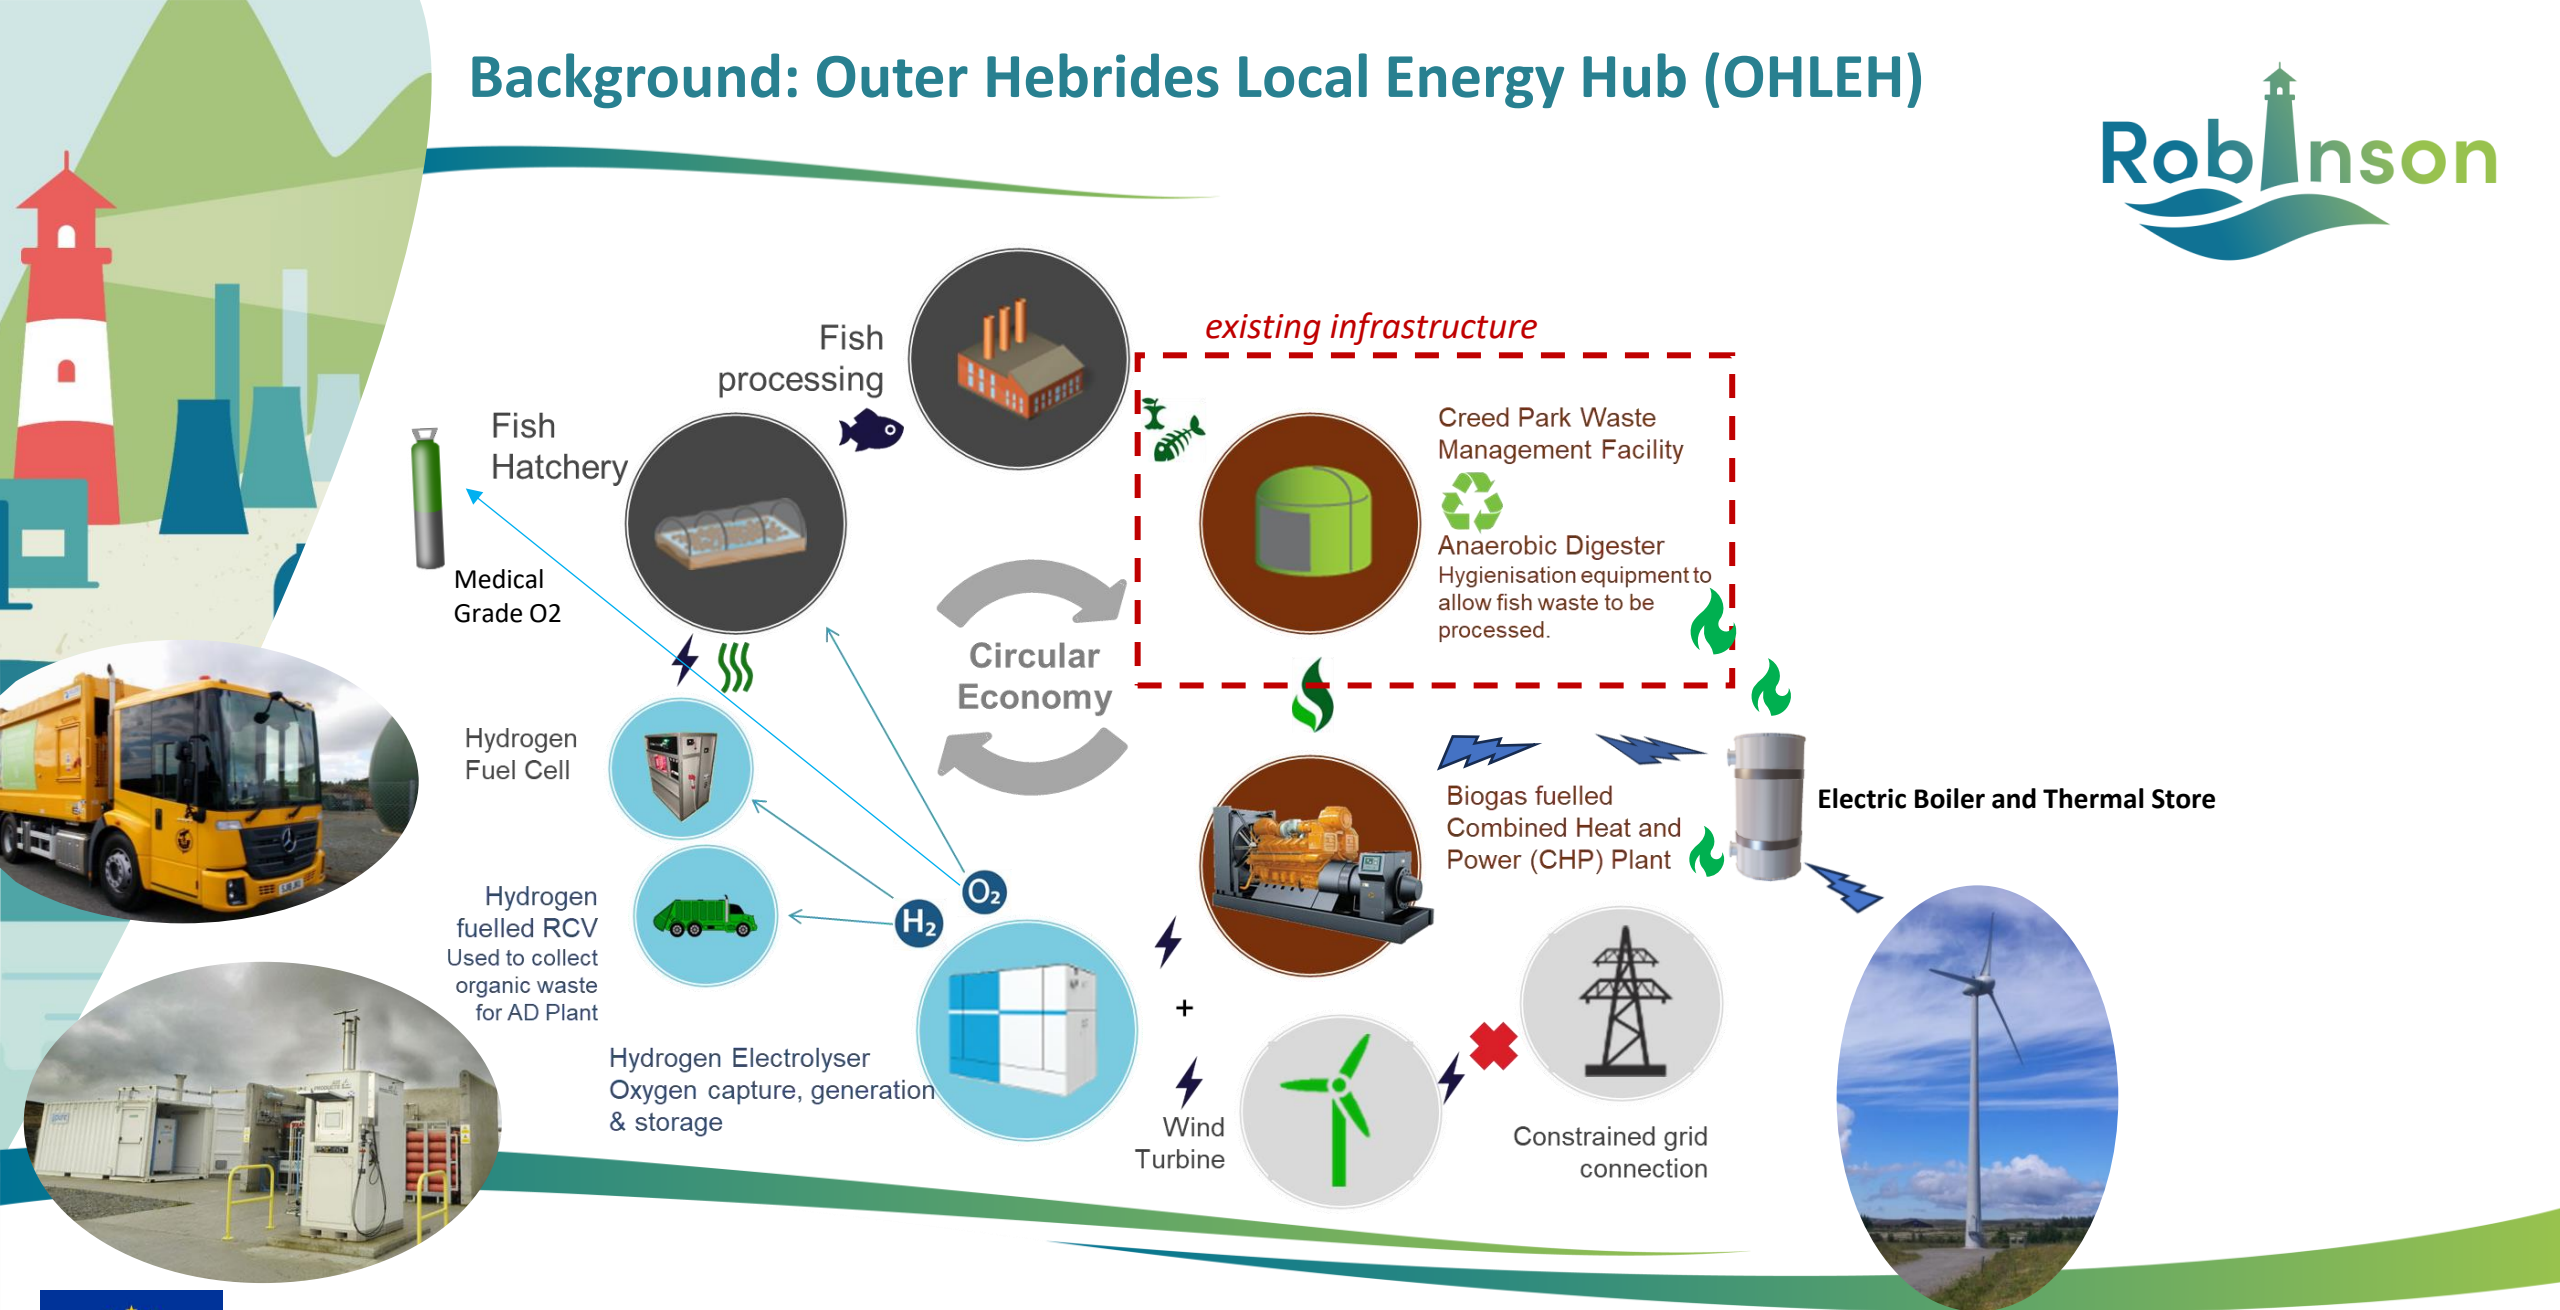 Background: Outer Hebrides Local Energy Hub (OHLEH)
Robinson
existing infrastructure
Fish
processing
Fish
Hatchery
Creed Park Waste
Management Facility
Anaerobic Digester
Hygienisation equipment to
allow fish waste to be
processed.
Medical
Grade O2
Circular
Economy
Hydrogen
Fuel Cell
Biogas fuelled
Combined Heat and
Power (CHP) Plant
Electric Boiler and Thermal Store
O2
H2
Hydrogen
fuelled RCV
Used to collect
organic waste
for AD Plant
+
Hydrogen Electrolyser
Oxygen capture, generation
& storage
Wind
Turbine
Constrained grid
connection